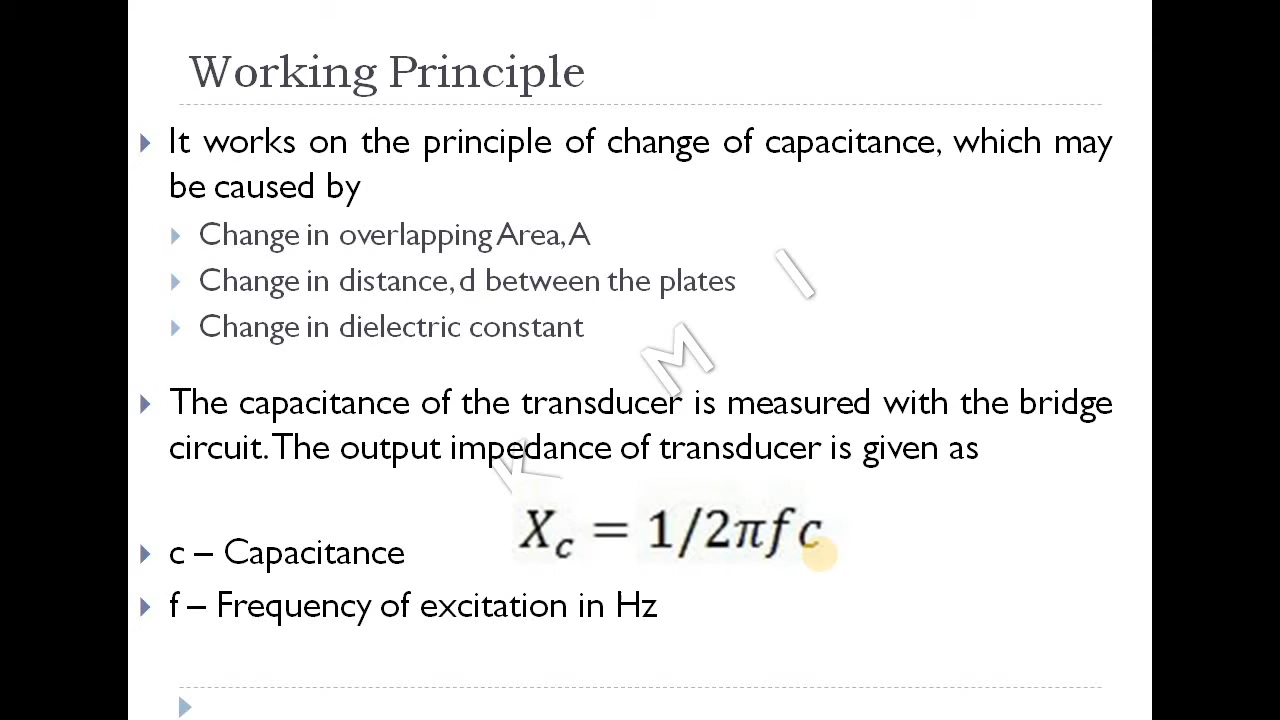 Working Principle
It works on the principle of change of capacitance, which may
be caused by
Change in overlapping Area, A
Change in distance, d between the plates
Change in dielectric constant
The capacitance of the transducer is measured with the bridge
circuit. The output impedance of transducer is given as
X_c = 1/2πfc
c – Capacitance
f – Frequency of excitation in Hz
K M I